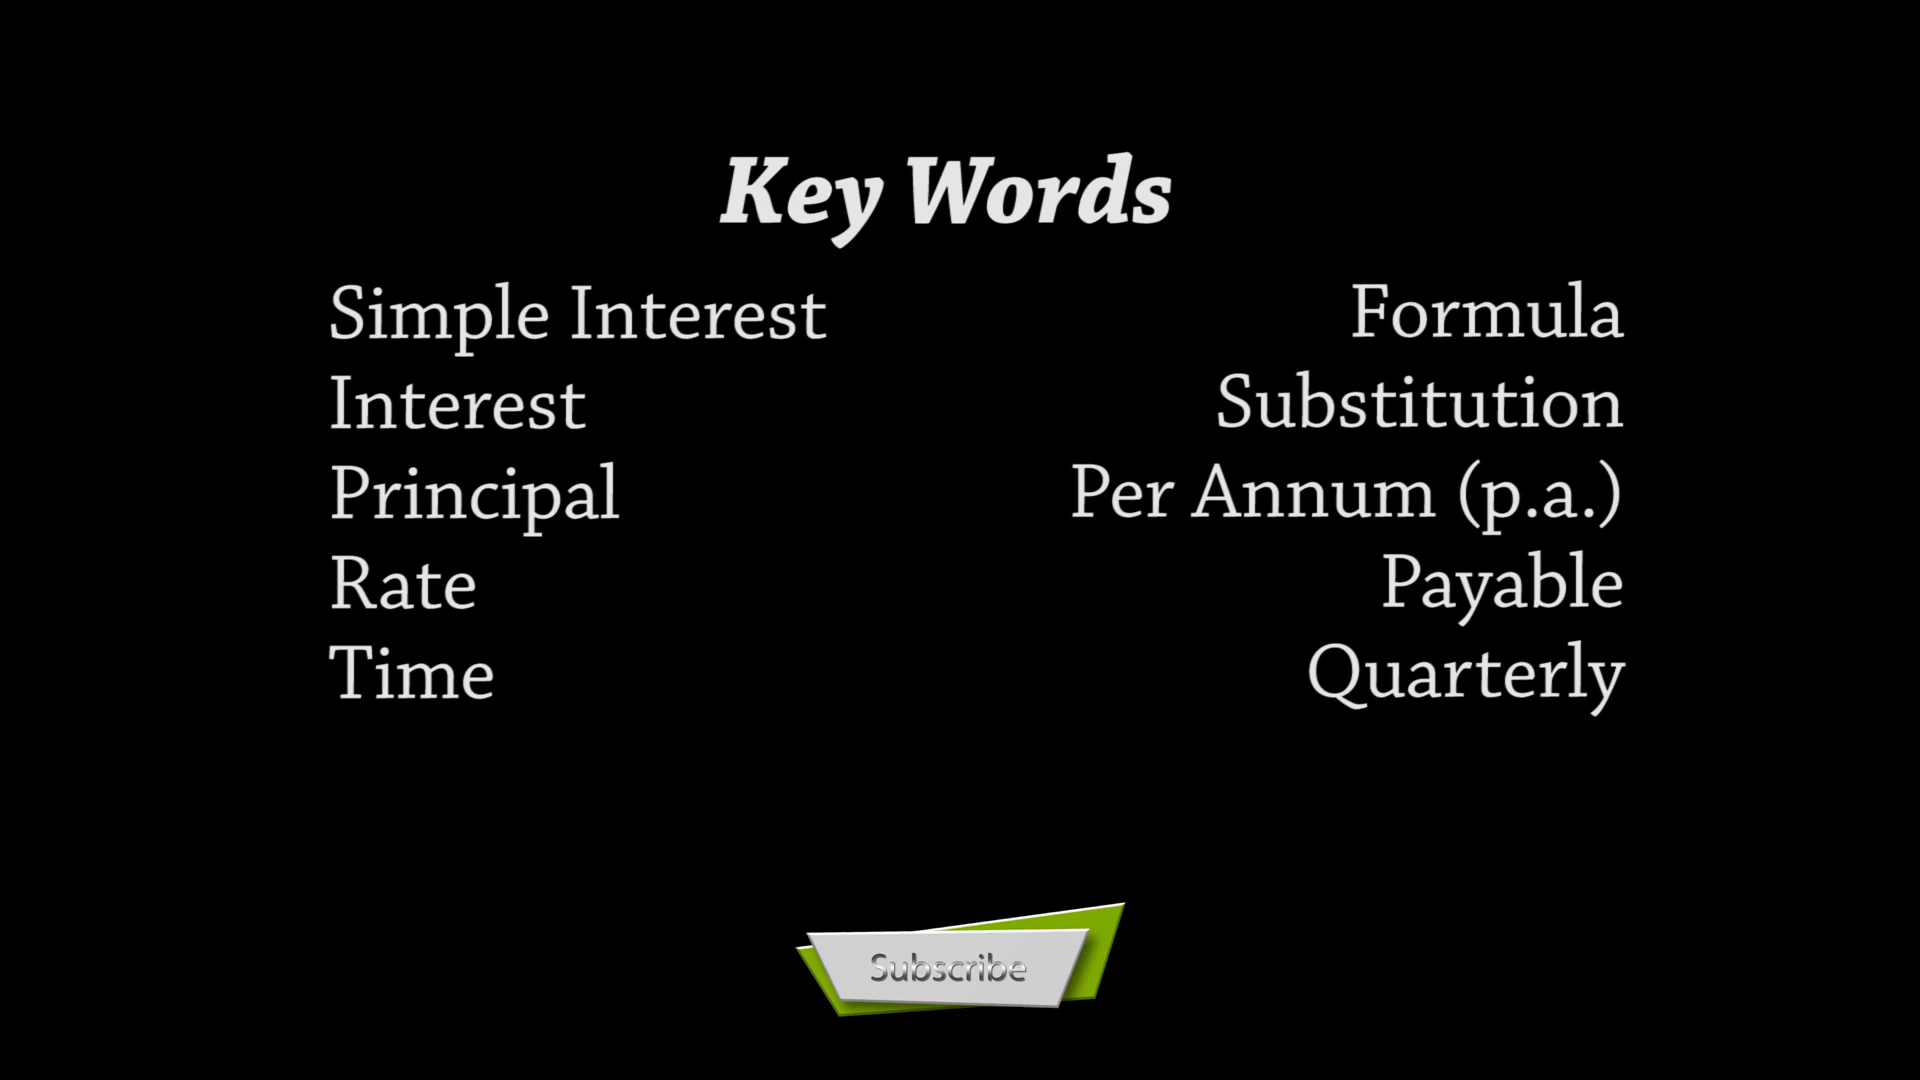 Key Words
Simple Interest
Interest
Principal
Rate
Time
Formula
Substitution
Per Annum (p.a.)
Payable
Quarterly
Subscribe